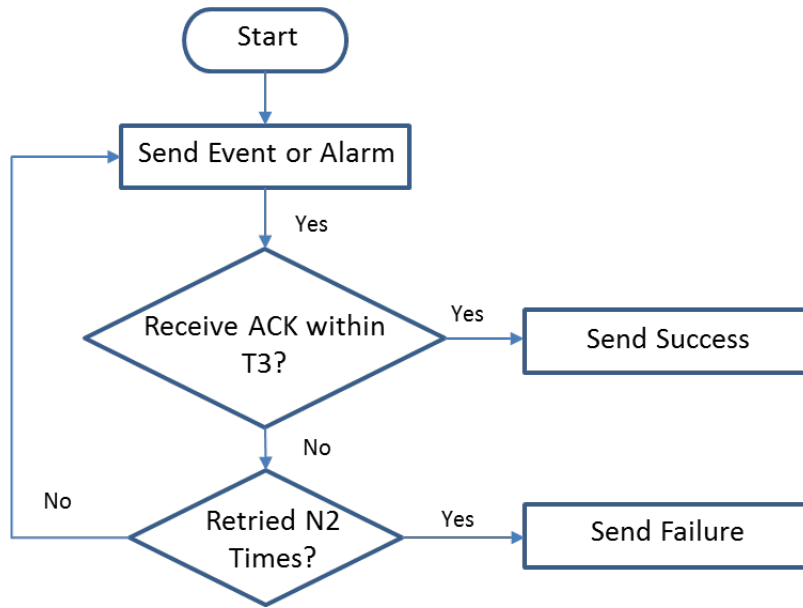 Start
Send Event or Alarm
Yes
Receive ACK within
T3?
Yes
Send Success
No
Retried N2
Times?
No
Yes
Send Failure